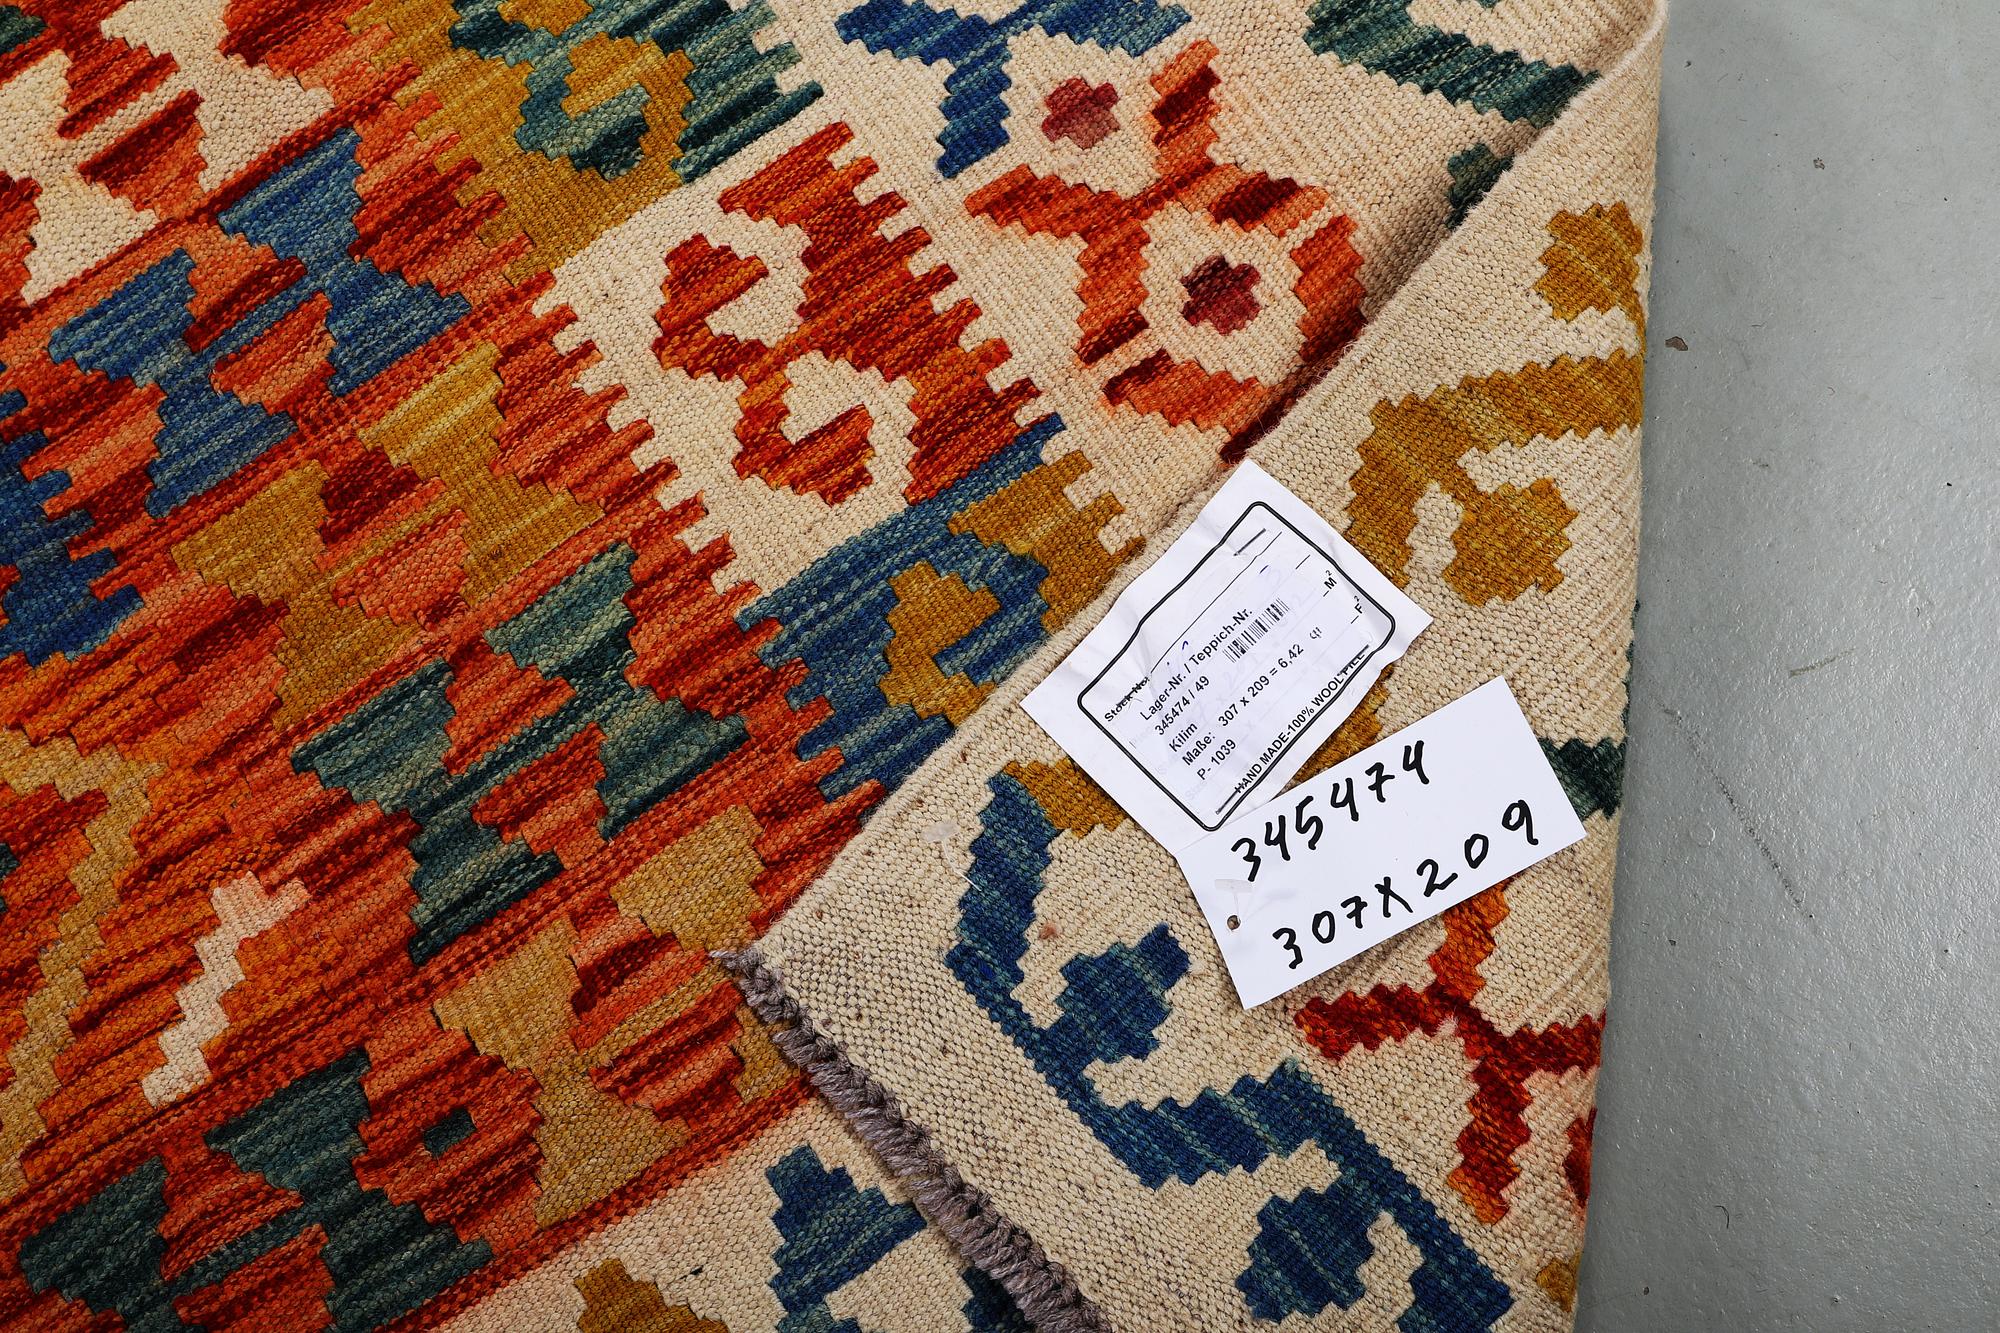 Stock No.
Lager-Nr. / Teppich-Nr.
345474 / 49
Kilim
Maße: 307 x 209 = 6,42
P- 1039
M²
F²
HAND MADE-100% WOOL PILE
345474
307X209